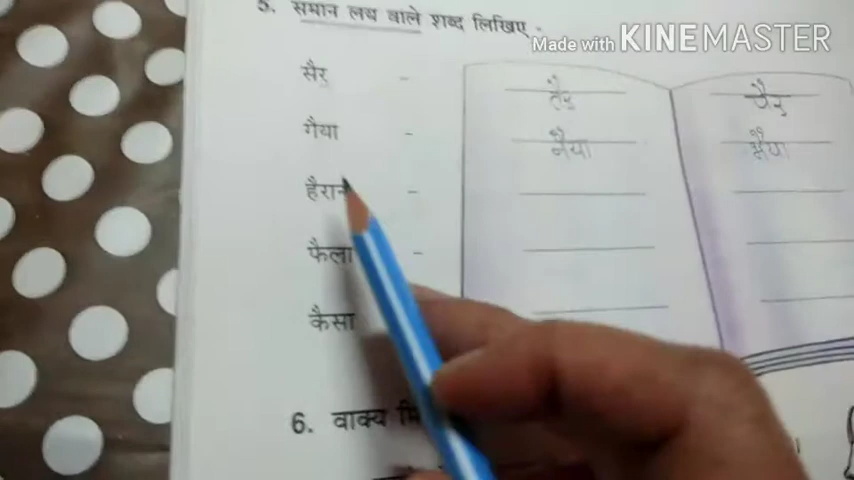 5. समान लय वाले शब्द लिखिए -
Made with KINEMASTER
सैर - तैर पैर
गैया - नैया भैया
हैरान -
फैला -
कैसा
6. वाक्य